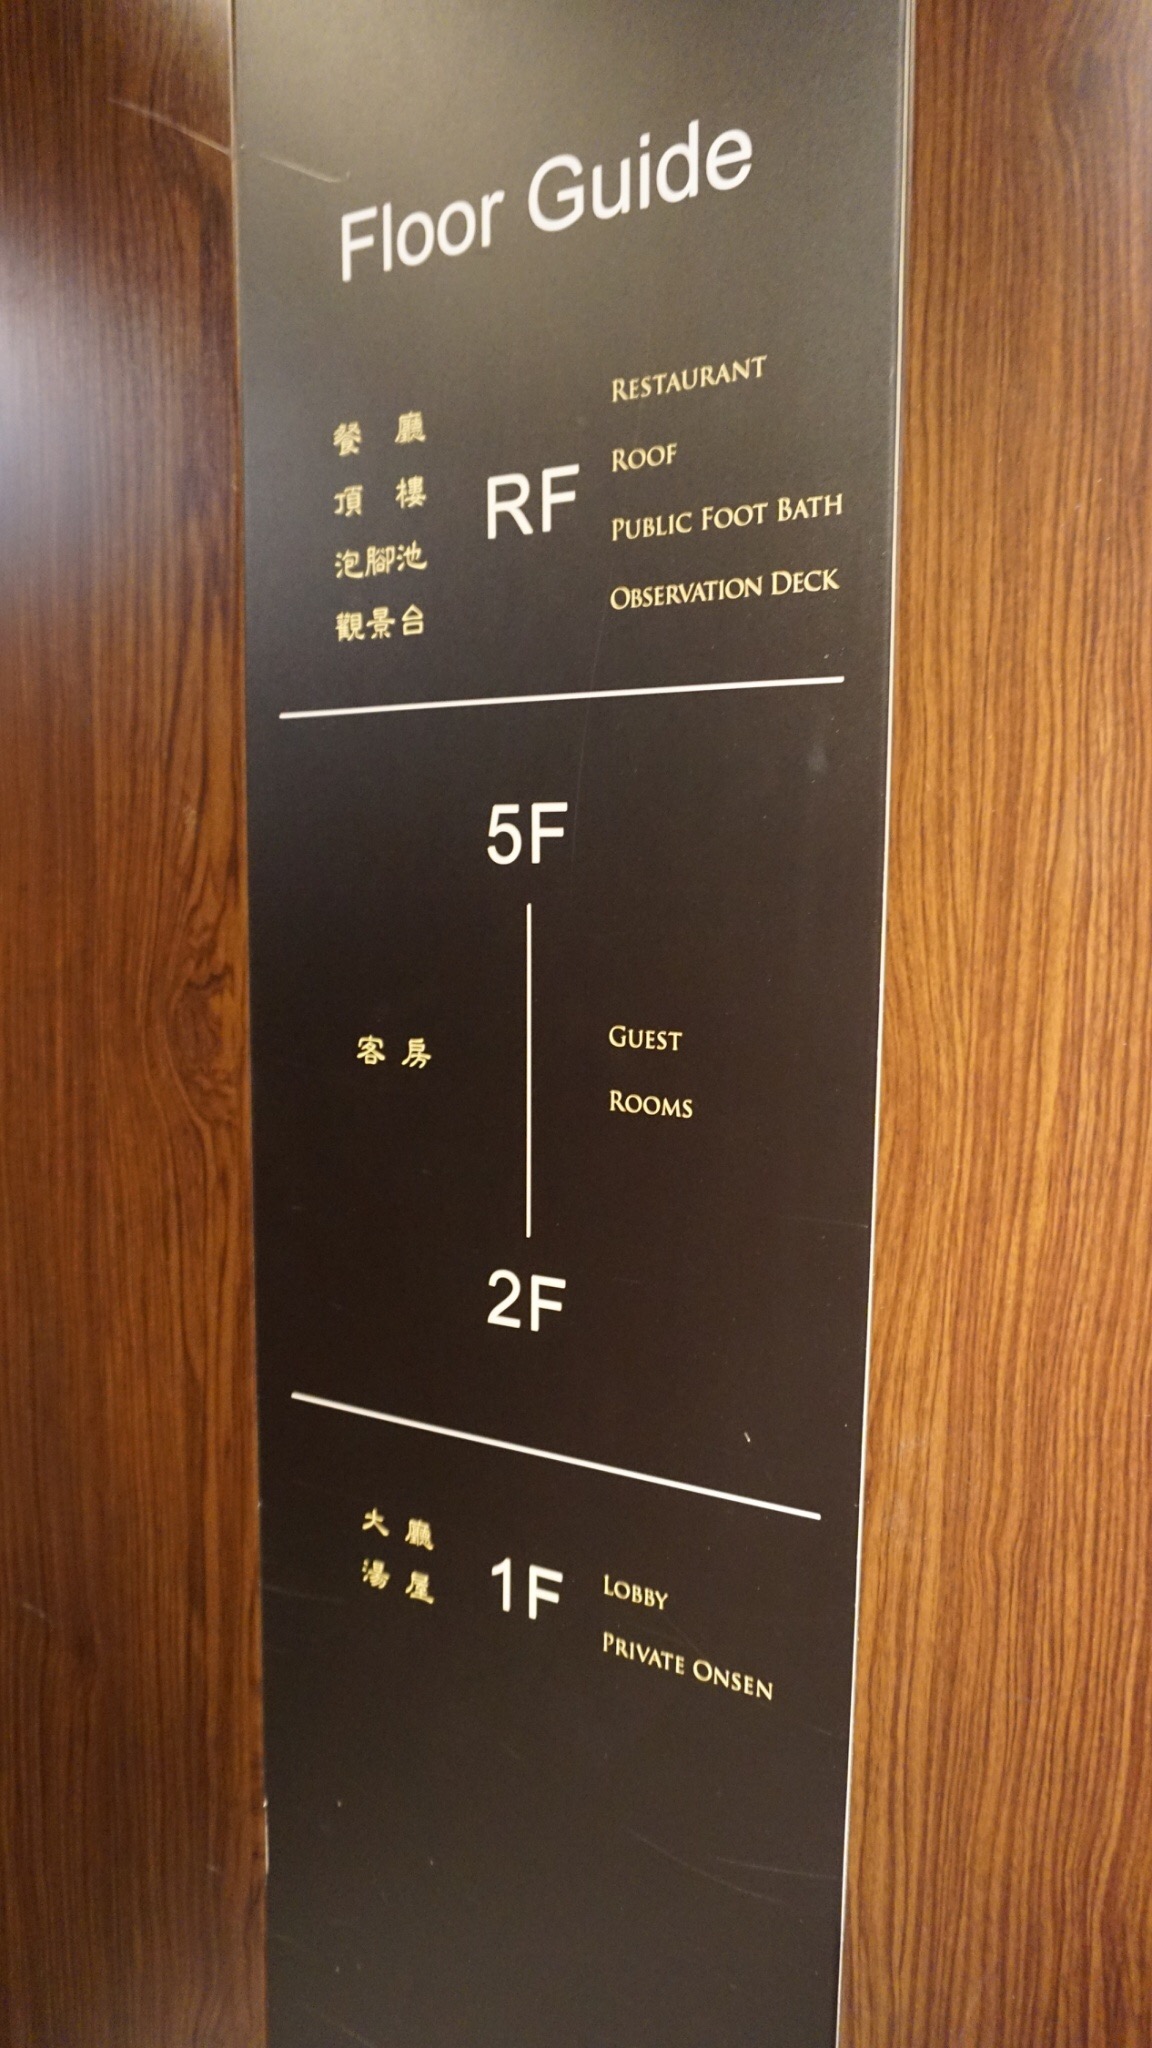 Floor Guide
餐廳
頂樓
泡腳池
觀景台
RF
RESTAURANT
ROOF
PUBLIC FOOT BATH
OBSERVATION DECK
5F
客房
GUEST
ROOMS
2F
大廳
湯屋
1F
LOBBY
PRIVATE ONSEN